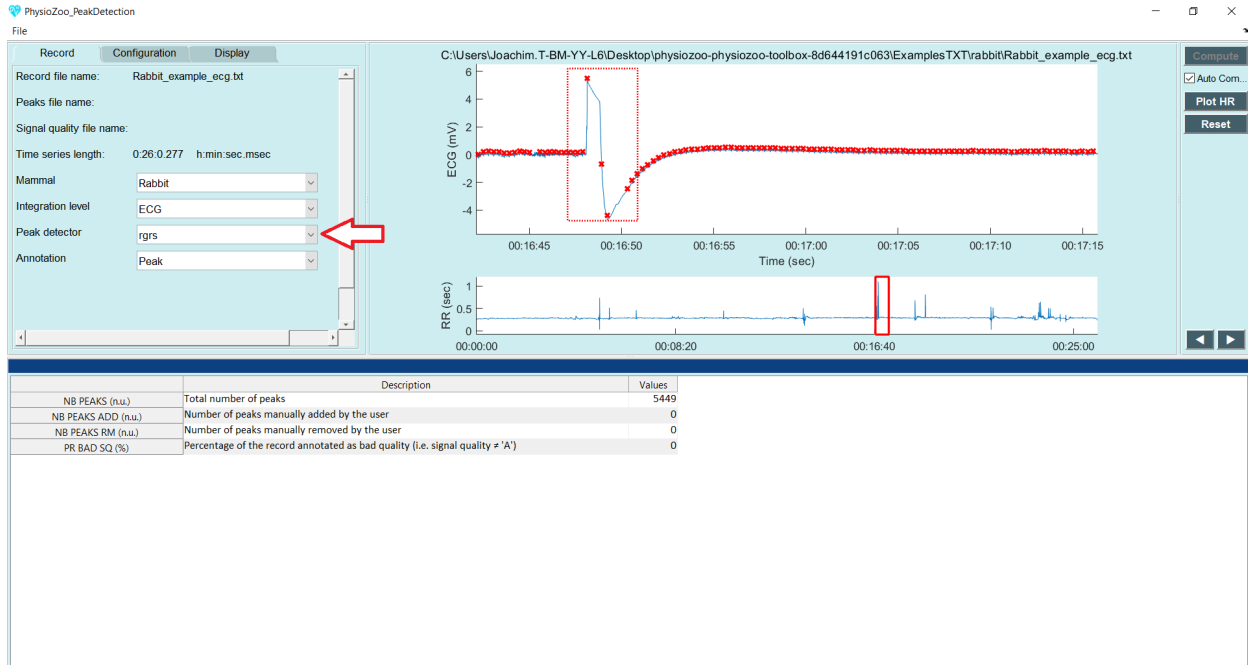 PhysioZoo_PeakDetection
File
Record Configuration Display
Record file name: Rabbit_example_ecg.txt
Peaks file name:
Signal quality file name:
Time series length: 0:26:0.277 h:min:sec.msec
Mammal Rabbit
Integration level ECG
Peak detector rgrs
Annotation Peak
C:\Users\Joachim.T-BM-YY-L6\Desktop\physiozoo-physiozoo-toolbox-8d644191c063\ExamplesTXT\rabbit\Rabbit_example_ecg.txt
6
4
2
0
-2
-4
ECG (mV)
00:16:45 00:16:50 00:16:55 00:17:00 00:17:05 00:17:10 00:17:15
Time (sec)
1
0.5
0
RR (sec)
00:00:00 00:08:20 00:16:40 00:25:00
Compute
Auto Com...
Plot HR
Reset
Description Values
NB PEAKS (n.u.) Total number of peaks 5449
NB PEAKS ADD (n.u.) Number of peaks manually added by the user 0
NB PEAKS RM (n.u.) Number of peaks manually removed by the user 0
PR BAD SQ (%) Percentage of the record annotated as bad quality (i.e. signal quality ≠ 'A') 0